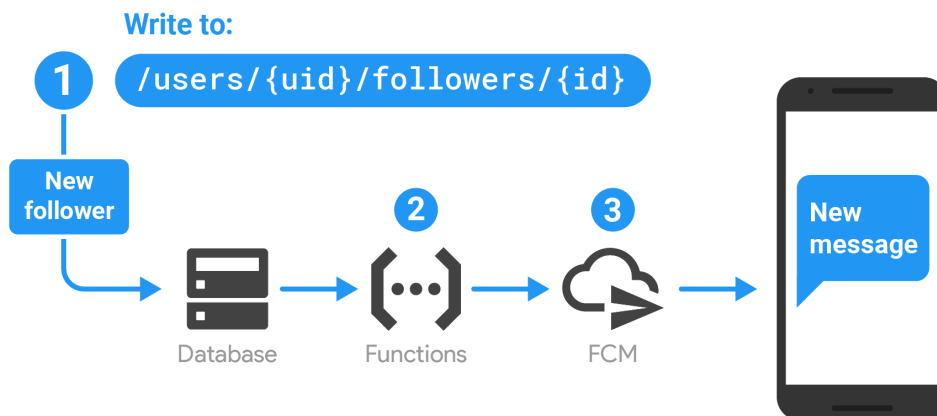 Write to:
1
/users/{uid}/followers/{id}
New
follower
2
3
New
message
Database
Functions
FCM